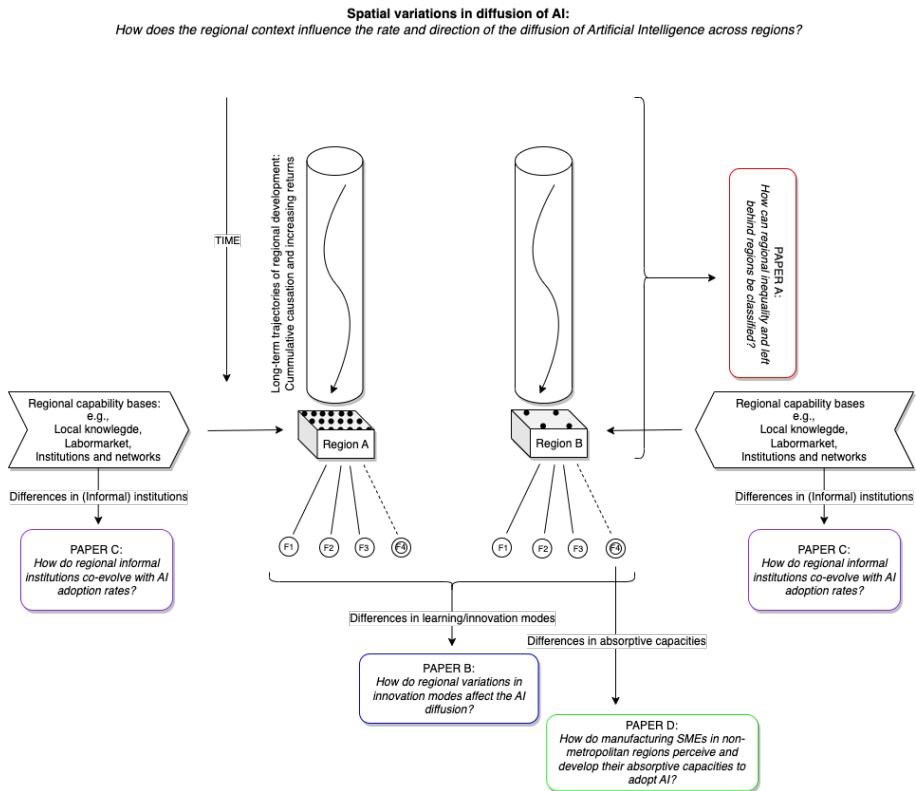 Spatial variations in diffusion of AI:
How does the regional context influence the rate and direction of the diffusion of Artificial Intelligence across regions?
TIME
Long-term trajectories of regional development:
Cummulative causation and increasing returns
PAPER A:
How can regional inequality and left
behind regions be classified?
Regional capability bases:
e.g.,
Local knowlegde,
Labormarket,
Institutions and networks
Region A
Region B
Regional capability bases
e.g.,
Local knowlegde,
Labormarket,
Institutions and networks
Differences in (Informal) institutions
Differences in (Informal) institutions
F1
F2
F3
F4
F1
F2
F3
F4
PAPER C:
How do regional informal
institutions co-evolve with AI
adoption rates?
PAPER C:
How do regional informal
institutions co-evolve with AI
adoption rates?
Differences in learning/innovation modes
Differences in absorptive capacities
PAPER B:
How do regional variations in
innovation modes affect the AI
diffusion?
PAPER D:
How do manufacturing SMEs in non-
metropolitan regions perceive and
develop their absorptive capacities to
adopt AI?